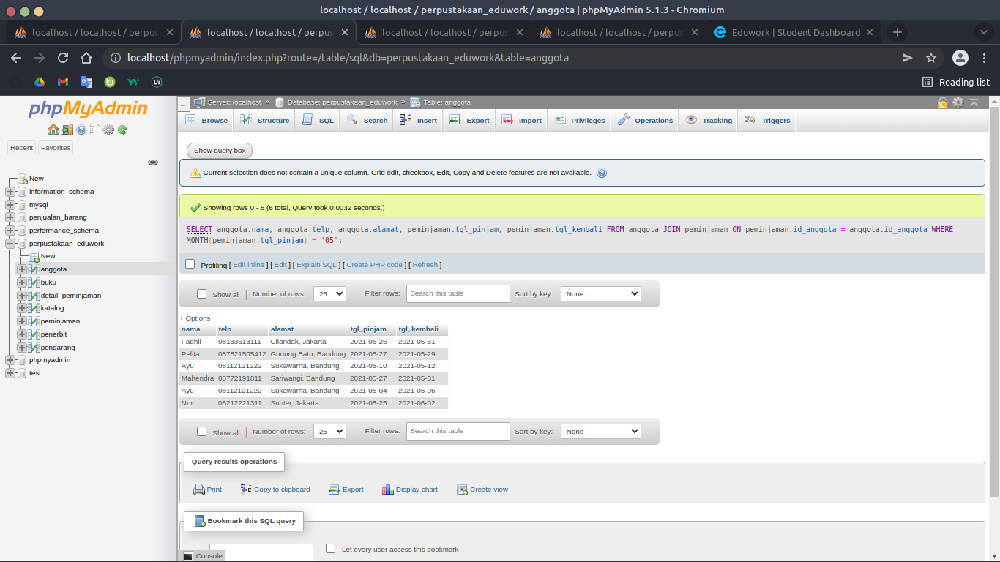 localhost / localhost / perpustakaan_eduwork / anggota | phpMyAdmin 5.1.3 - Chromium
localhost / localhost / perpus
localhost / localhost / perpus
localhost / localhost / perpus
localhost / localhost / perpus
Eduwork | Student Dashboard
localhost/phpmyadmin/index.php?route=/table/sql&db=perpustakaan_eduwork&table=anggota
Reading list
phpMyAdmin
Recent Favorites
New
information_schema
mysql
penjualan_barang
performance_schema
perpustakaan_eduwork
New
anggota
buku
detail_peminjaman
katalog
peminjaman
penerbit
pengarang
phpmyadmin
test
Server: localhost » Database: perpustakaan_eduwork » Table: anggota
Browse Structure SQL Search Insert Export Import Privileges Operations Tracking Triggers
Show query box
Current selection does not contain a unique column. Grid edit, checkbox, Edit, Copy and Delete features are not available.
Showing rows 0 - 5 (6 total, Query took 0.0032 seconds.)
SELECT anggota.nama, anggota.telp, anggota.alamat, peminjaman.tgl_pinjam, peminjaman.tgl_kembali FROM anggota JOIN peminjaman ON peminjaman.id_anggota = anggota.id_anggota WHERE
MONTH(peminjaman.tgl_pinjam) = '05';
Profiling [ Edit inline ] [ Edit ] [ Explain SQL ] [ Create PHP code ] [ Refresh ]
Show all | Number of rows: 25 Filter rows: Search this table Sort by key: None
+ Options
nama telp alamat tgl_pinjam tgl_kembali
Fadhli 08133613111 Cilandak, Jakarta 2021-05-26 2021-05-31
Pelita 087821505412 Gunung Batu, Bandung 2021-05-27 2021-05-29
Ayu 08112121222 Sukawarna, Bandung 2021-05-10 2021-05-12
Mahendra 08772191811 Sariwangi, Bandung 2021-05-27 2021-05-31
Ayu 08112121222 Sukawarna, Bandung 2021-05-04 2021-05-06
Nur 08212221311 Sunter, Jakarta 2021-05-25 2021-06-02
Show all | Number of rows: 25 Filter rows: Search this table Sort by key: None
Query results operations
Print Copy to clipboard Export Display chart Create view
Bookmark this SQL query
Let every user access this bookmark
Console